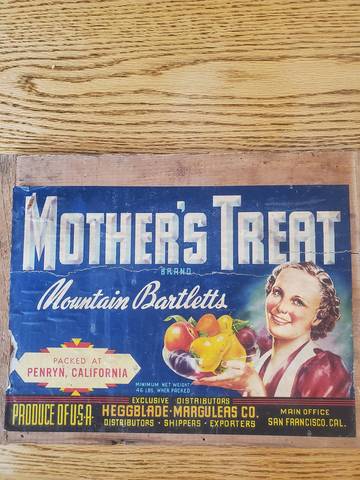 MOTHER'S TREAT
BRAND
Mountain Bartletts
PACKED AT
PENRYN, CALIFORNIA
MINIMUM NET WEIGHT
46 LBS. WHEN PACKED
PRODUCE OF U·S·A·
EXCLUSIVE DISTRIBUTORS
HEGGBLADE-MARGULEAS CO.
DISTRIBUTORS - SHIPPERS - EXPORTERS
MAIN OFFICE
SAN FRANCISCO, CAL.